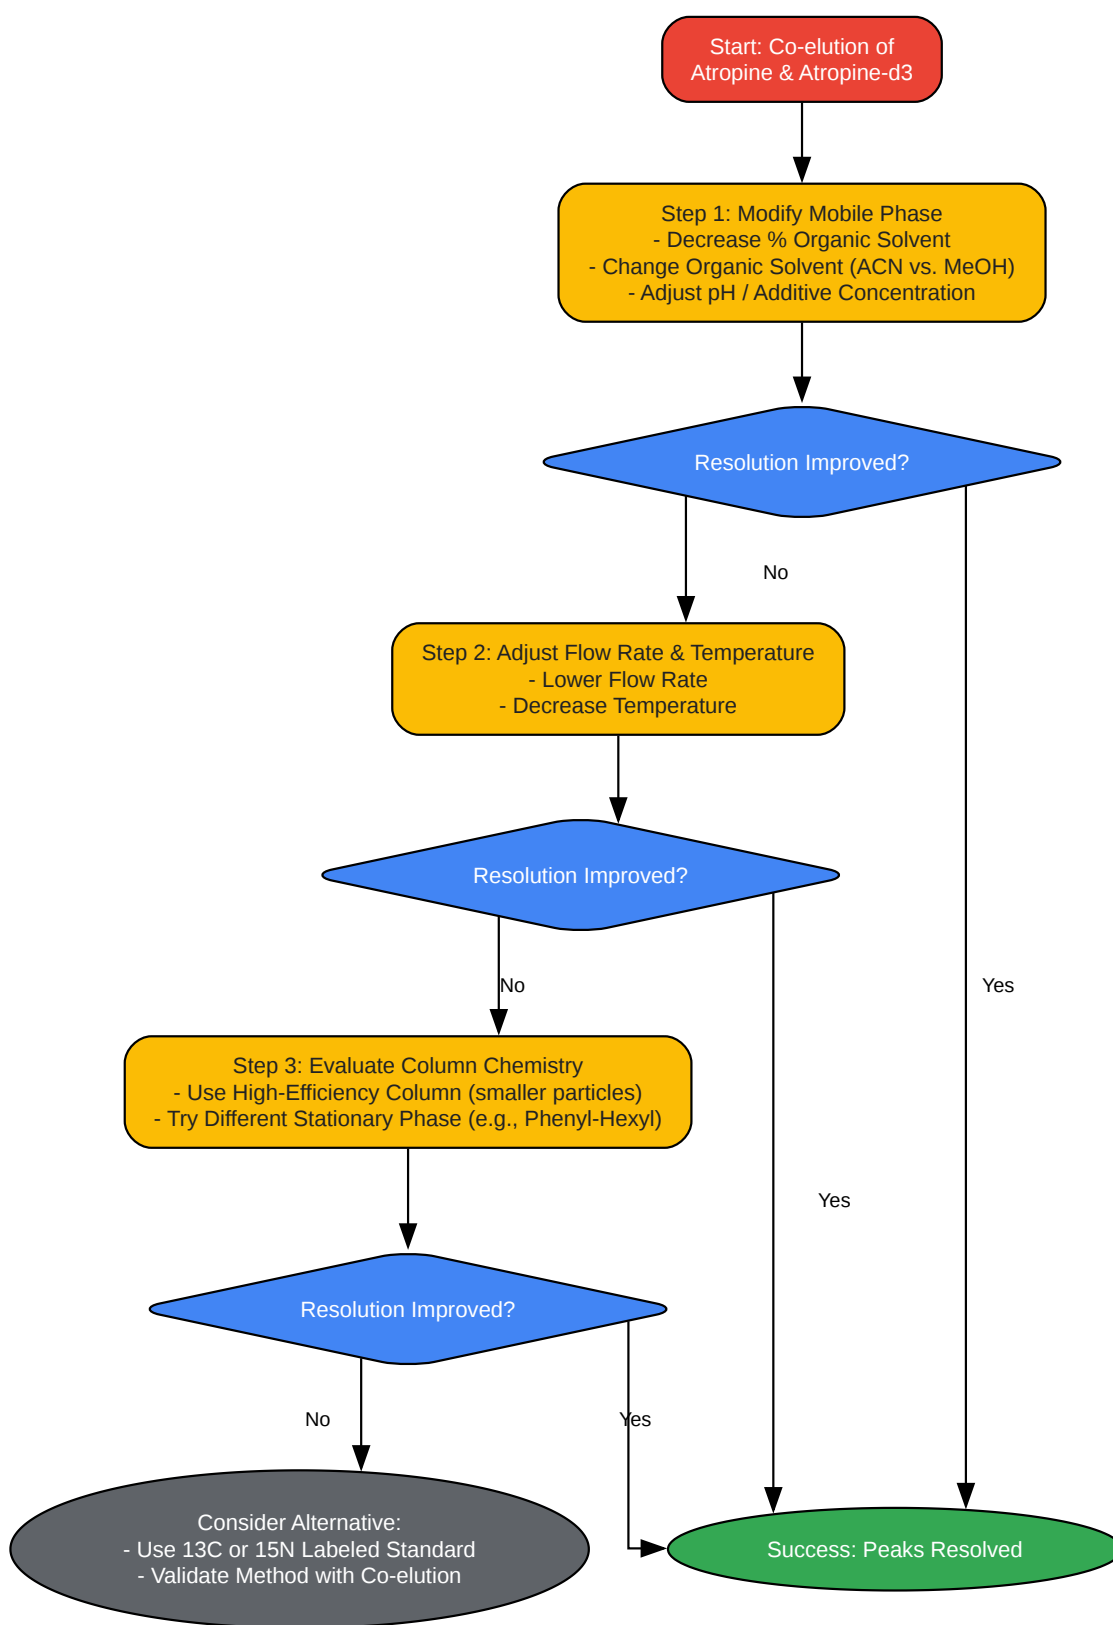 Start: Co-elution of
Atropine & Atropine-d3
Step 1: Modify Mobile Phase
- Decrease % Organic Solvent
- Change Organic Solvent (ACN vs. MeOH)
- Adjust pH / Additive Concentration
Resolution Improved?
No
Step 2: Adjust Flow Rate & Temperature
- Lower Flow Rate
- Decrease Temperature
Resolution Improved?
No
Yes
Step 3: Evaluate Column Chemistry
- Use High-Efficiency Column (smaller particles)
- Try Different Stationary Phase (e.g., Phenyl-Hexyl)
Yes
Resolution Improved?
No
Yes
Consider Alternative:
- Use 13C or 15N Labeled Standard
- Validate Method with Co-elution
Success: Peaks Resolved